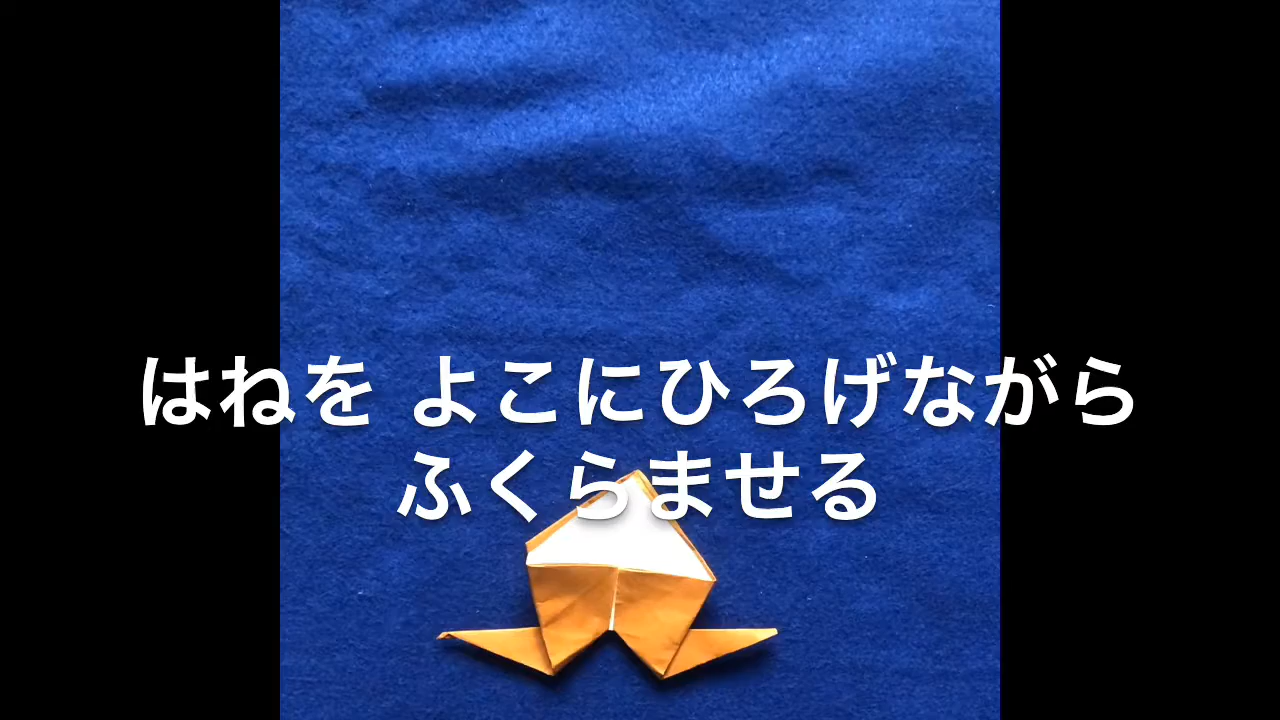 はねを よこにひろげながら
ふくらませる